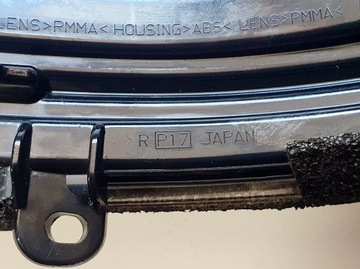 LENS>PMMA< HOUSING>ABS< LENS>PMMA<
R P17 JAPAN